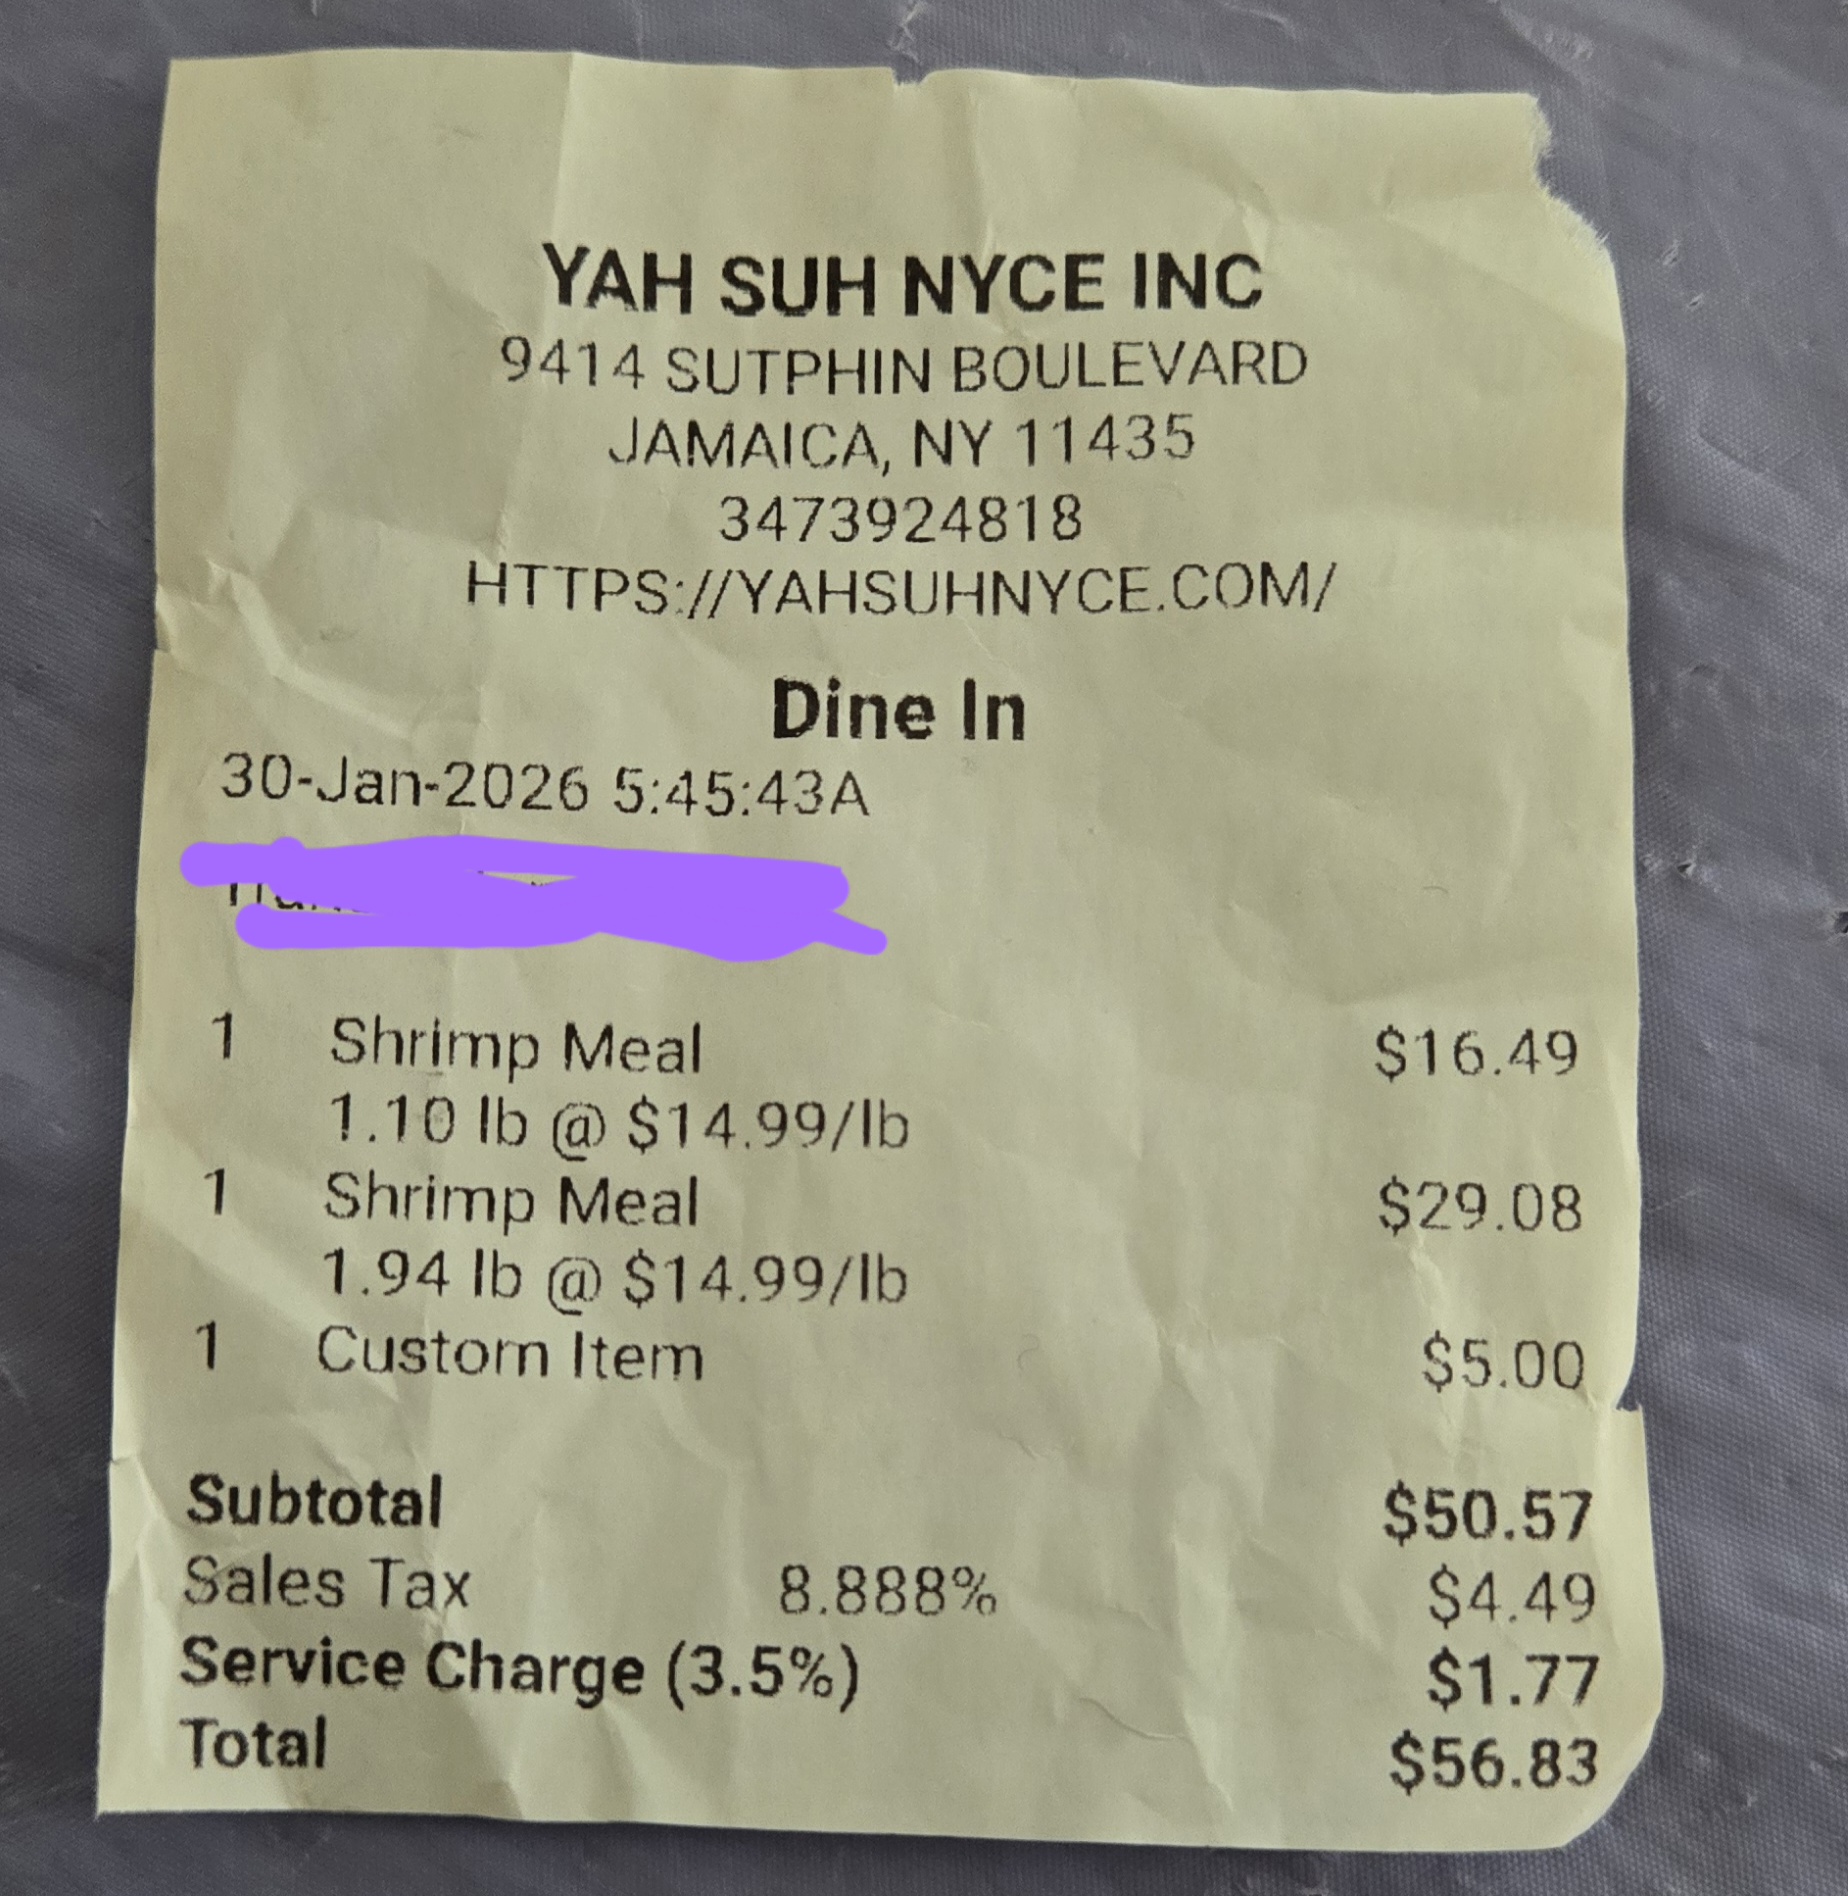 YAH SUH NYCE INC
9414 SUTPHIN BOULEVARD
JAMAICA, NY 11435
3473924818
HTTPS://YAHSUHNYCE.COM/
Dine In
30-Jan-2026 5:45:43A
1 Shrimp Meal $16.49
1.10 lb @ $14.99/lb
1 Shrimp Meal $29.08
1.94 lb @ $14.99/lb
1 Custom Item $5.00
Subtotal $50.57
Sales Tax 8.888% $4.49
Service Charge (3.5%) $1.77
Total $56.83